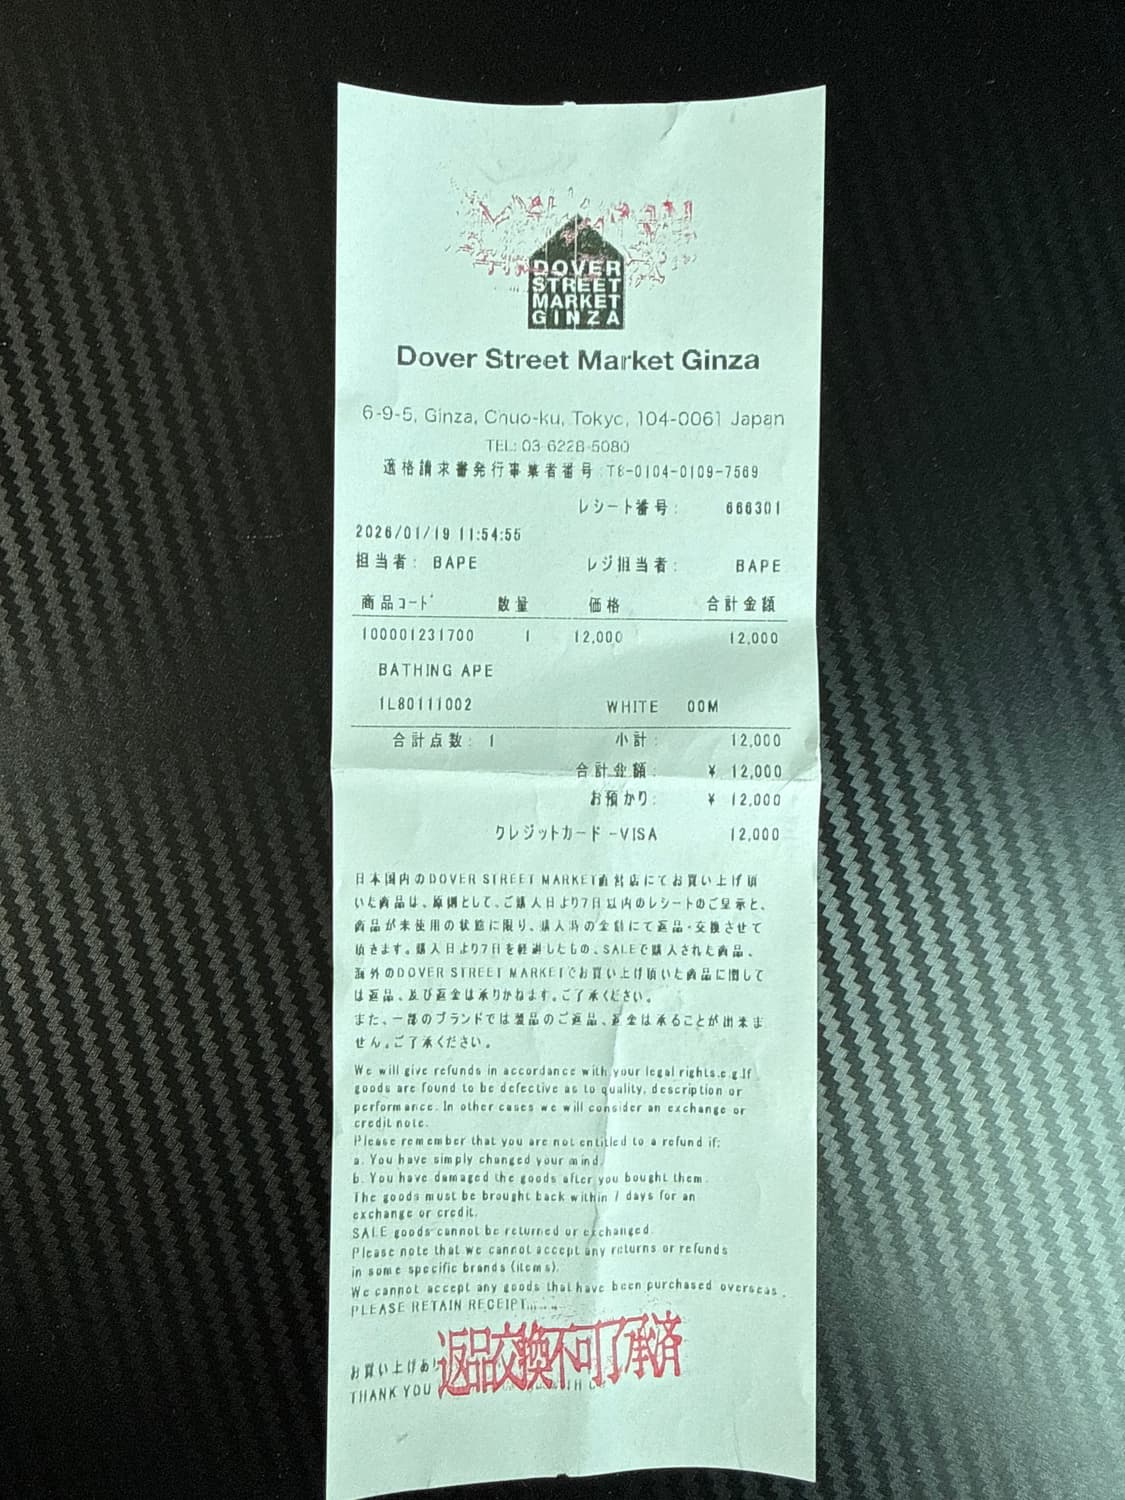 DOVER
STREET
MARKET
GINZA
Dover Street Market Ginza
6-9-5, Ginza, Chuo-ku, Tokyo, 104-0061 Japan
TEL: 03-6228-5080
適格請求書発行事業者番号:T8-0104-0109-7569
レシート番号: 666301
2026/01/19 11:54:55
担当者: BAPE レジ担当者: BAPE
商品コード 数量 価格 合計金額
100001231700 1 12,000 12,000
BATHING APE
1L80111002 WHITE 00M
合計点数: 1 小計: 12,000
合計金額: ¥ 12,000
お預かり: ¥ 12,000
クレジットカード-VISA 12,000
日本国内のDOVER STREET MARKET直営店にてお買い上げ頂
いた商品は、原則として、ご購入日より7日以内のレシートのご呈示と、
商品が未使用の状態に限り、購入時の金額にて返品・交換させて
頂きます。購入日より7日を経過したもの、SALEで購入された商品、
海外のDOVER STREET MARKETでお買い上げ頂いた商品に関して
は返品、及び返金は承りかねます。ご了承ください。
また、一部のブランドでは製品のご返品、返金は承ることが出来ま
せん。ご了承ください。
We will give refunds in accordance with your legal rights.e.g.If
goods are found to be defective as to quality, description or
performance. In other cases we will consider an exchange or
credit note.
Please remember that you are not entitled to a refund if:
a. You have simply changed your mind.
b. You have damaged the goods after you bought them.
The goods must be brought back within 7 days for an
exchange or credit.
SALE goods cannot be returned or exchanged.
Please note that we cannot accept any returns or refunds
in some specific brands (items).
We cannot accept any goods that have been purchased overseas.
PLEASE RETAIN RECEIPT......
お買い上げあり
THANK YOU
返品交換不可了承済